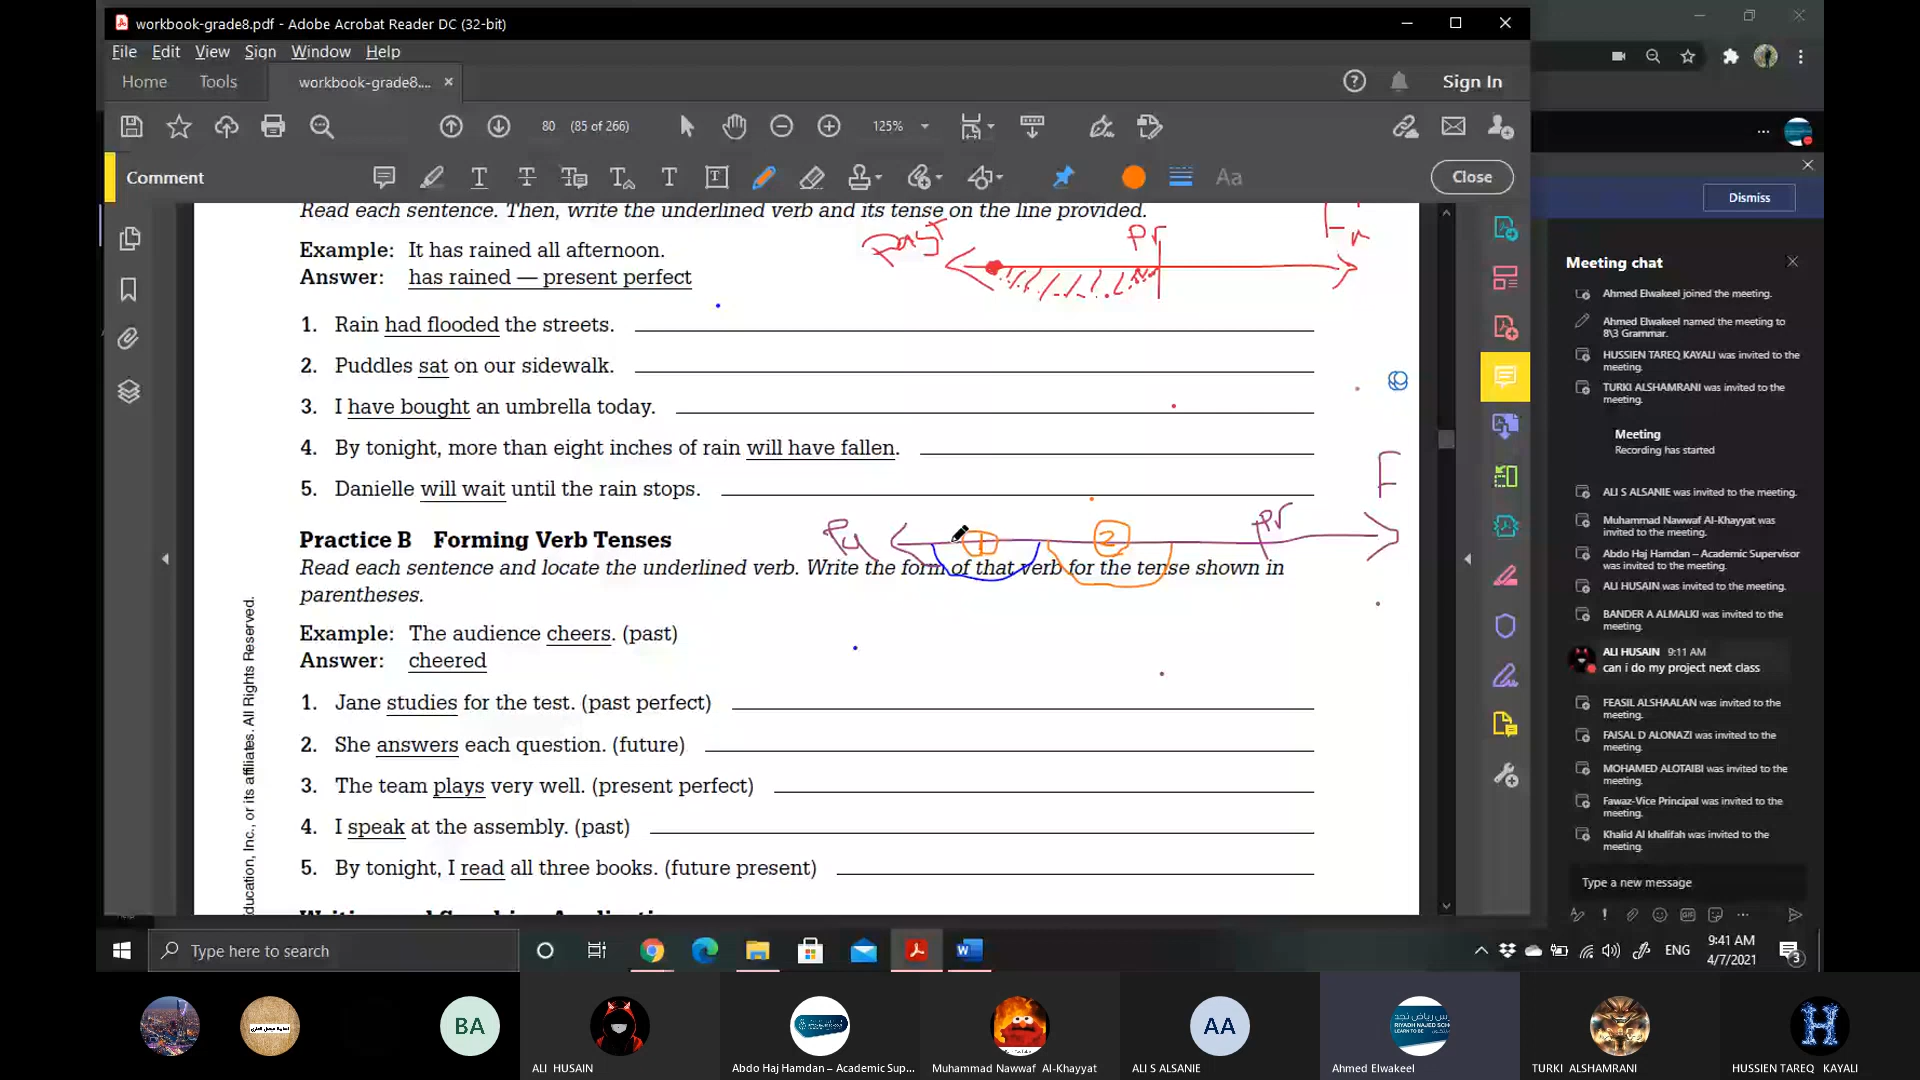 workbook-grade8.pdf - Adobe Acrobat Reader DC (32-bit)
File Edit View Sign Window Help
Home Tools workbook-grade8.... × Sign In
80 (85 of 266) 125%
Comment Close
Read each sentence. Then, write the underlined verb and its tense on the line provided.
Example: It has rained all afternoon.
Answer: has rained — present perfect
Past Pr
1. Rain had flooded the streets.
2. Puddles sat on our sidewalk.
3. I have bought an umbrella today.
4. By tonight, more than eight inches of rain will have fallen.
5. Danielle will wait until the rain stops.
F
1 2 Pr
Practice B Forming Verb Tenses
Read each sentence and locate the underlined verb. Write the form of that verb for the tense shown in
parentheses.
Example: The audience cheers. (past)
Answer: cheered
1. Jane studies for the test. (past perfect)
2. She answers each question. (future)
3. The team plays very well. (present perfect)
4. I speak at the assembly. (past)
5. By tonight, I read all three books. (future present)
Education, Inc., or its affiliates. All Rights Reserved.
Dismiss
Meeting chat
Ahmed Elwakeel joined the meeting.
Ahmed Elwakeel named the meeting to
8\3 Grammar.
HUSSIEN TAREQ KAYALI was invited to the
meeting.
TURKI ALSHAMRANI was invited to the
meeting.
Meeting
Recording has started
ALI S ALSANIE was invited to the meeting.
Muhammad Nawwaf Al-Khayyat was
invited to the meeting.
Abdo Haj Hamdan – Academic Supervisor
was invited to the meeting.
ALI HUSAIN was invited to the meeting.
BANDER A ALMALKI was invited to the
meeting.
ALI HUSAIN 9:11 AM
can i do my project next class
FEASIL ALSHAALAN was invited to the
meeting.
FAISAL D ALONAZI was invited to the
meeting.
MOHAMED ALOTAIBI was invited to the
meeting.
Fawaz-Vice Principal was invited to the
meeting.
Khalid Al khalifah was invited to the
meeting.
Type a new message
Type here to search
ENG
9:41 AM
4/7/2021
3
BA AA
ALI HUSAIN
Abdo Haj Hamdan – Academic Sup...
Muhammad Nawwaf Al-Khayyat
ALI S ALSANIE
Ahmed Elwakeel
TURKI ALSHAMRANI
HUSSIEN TAREQ KAYALI